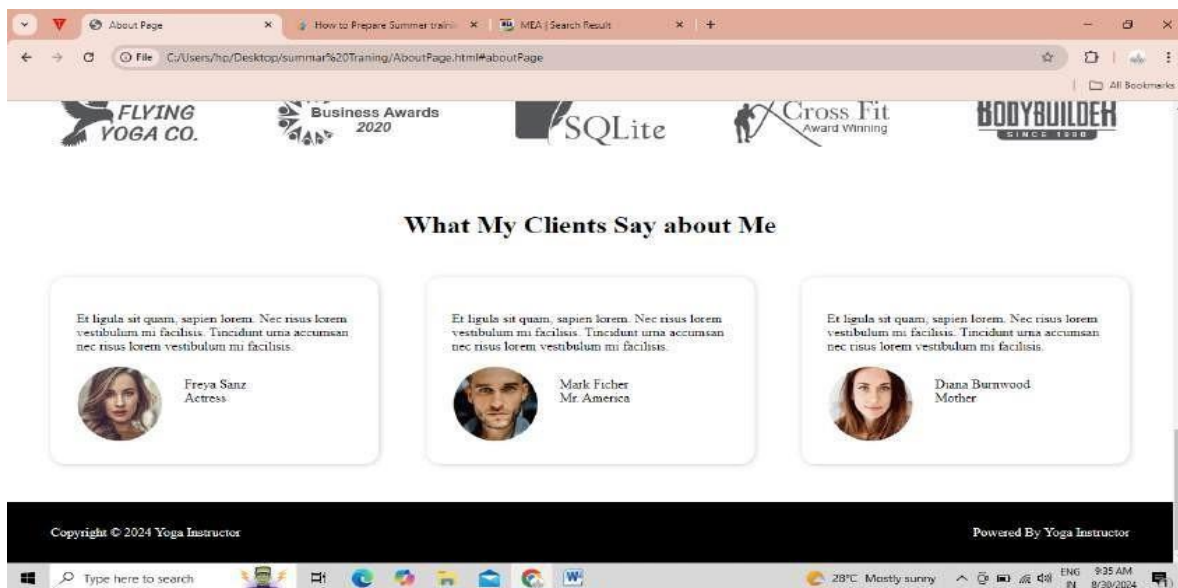 About Page
How to Prepare Summer traini
MEA | Search Result
File C:/Users/hp/Desktop/summar%20Traning/AboutPage.html#aboutPage
All Bookmarks
FLYING
YOGA CO.
Business Awards
2020
SQLite
Cross Fit
Award Winning
BODYBUILDER
SINCE 1980
What My Clients Say about Me
Et ligula sit quam, sapien lorem. Nec risus lorem
vestibulum mi facilisis. Tincidunt urna accumsan
nec risus lorem vestibulum mi facilisis.
Freya Sanz
Actress
Et ligula sit quam, sapien lorem. Nec risus lorem
vestibulum mi facilisis. Tincidunt urna accumsan
nec risus lorem vestibulum mi facilisis.
Mark Ficher
Mr. America
Et ligula sit quam, sapien lorem. Nec risus lorem
vestibulum mi facilisis. Tincidunt urna accumsan
nec risus lorem vestibulum mi facilisis.
Diana Burnwood
Mother
Copyright © 2024 Yoga Instructor
Powered By Yoga Instructor
Type here to search
28°C Mostly sunny
ENG
IN
9:35 AM
8/30/2024